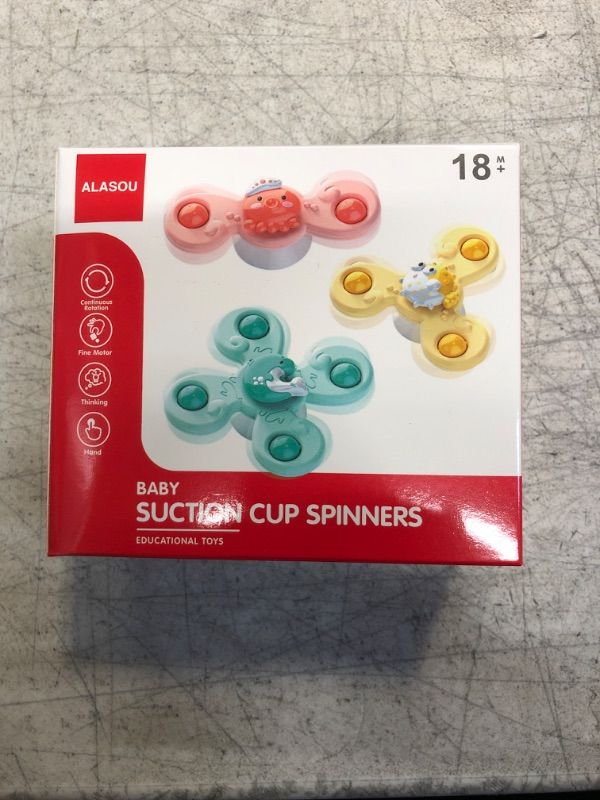 ALASOU
18 M+
Continuous
Rotation
Fine Motor
Thinking
Hand
BABY
SUCTION CUP SPINNERS
EDUCATIONAL TOYS